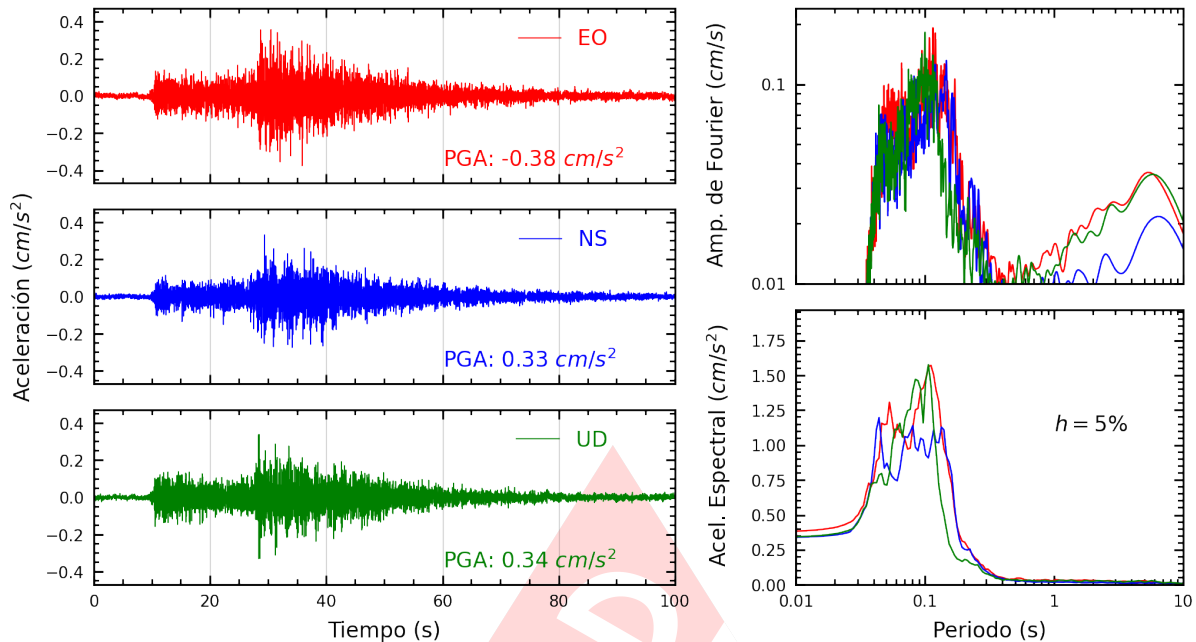 Aceleración (cm/s²)
0.4
0.2
0.0
−0.2
−0.4
EO
PGA: -0.38 cm/s²
0.4
0.2
0.0
−0.2
−0.4
NS
PGA: 0.33 cm/s²
0.4
0.2
0.0
−0.2
−0.4
UD
PGA: 0.34 cm/s²
0 20 40 60 80 100
Tiempo (s)
Amp. de Fourier (cm/s)
0.1
0.01
Acel. Espectral (cm/s²)
1.75
1.50
1.25
1.00
0.75
0.50
0.25
0.00
h = 5%
0.01 0.1 1 10
Periodo (s)